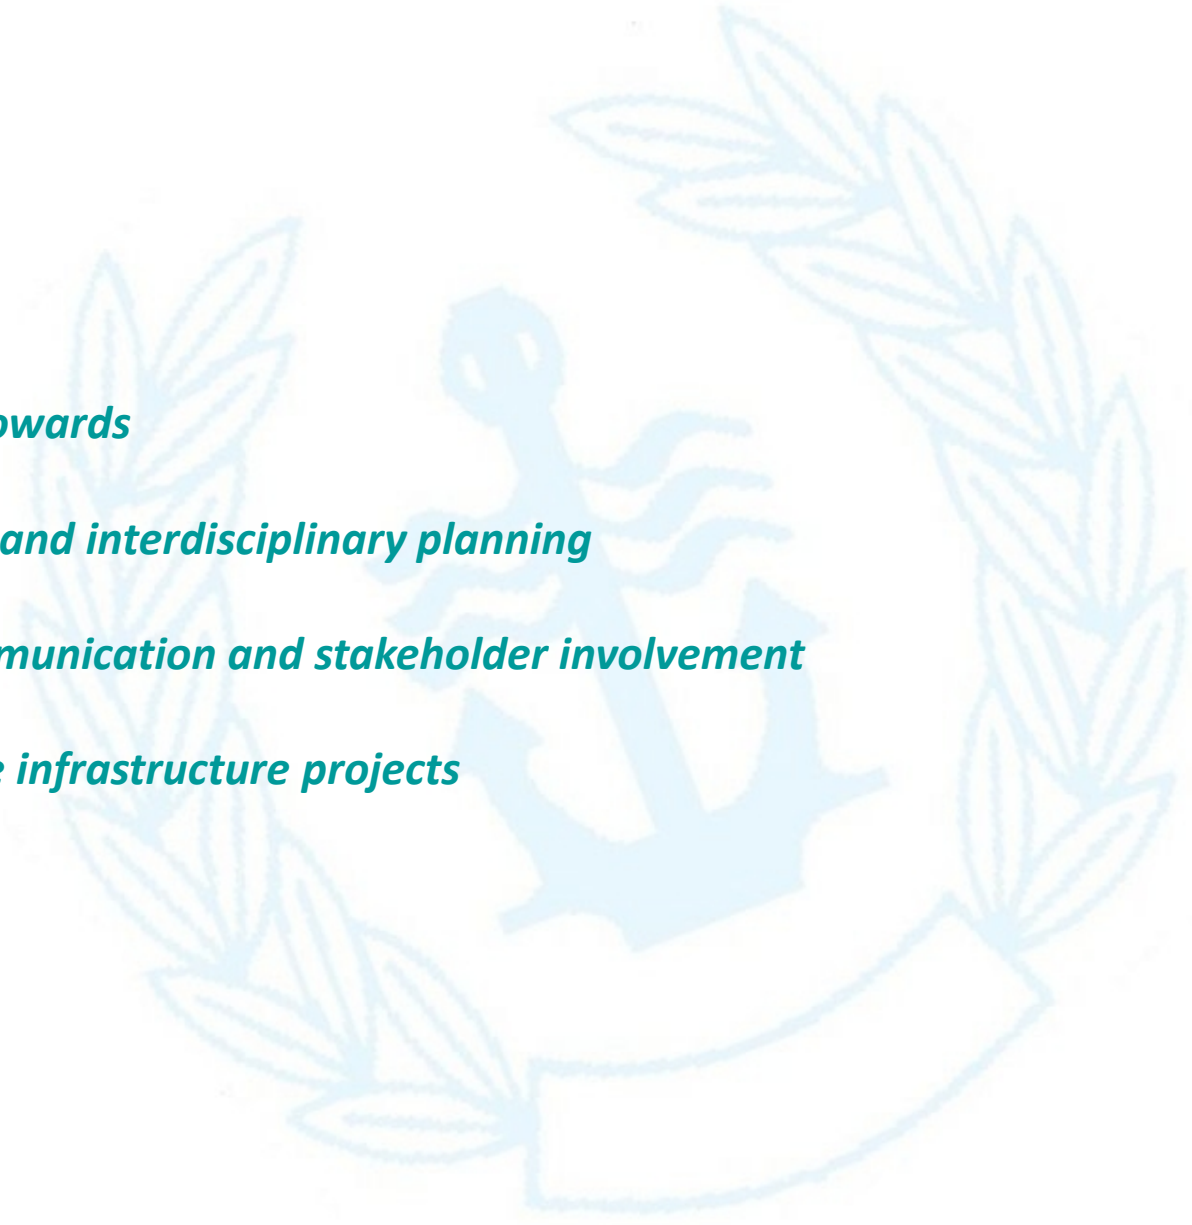 owards
and interdisciplinary planning
munication and stakeholder involvement
e infrastructure projects